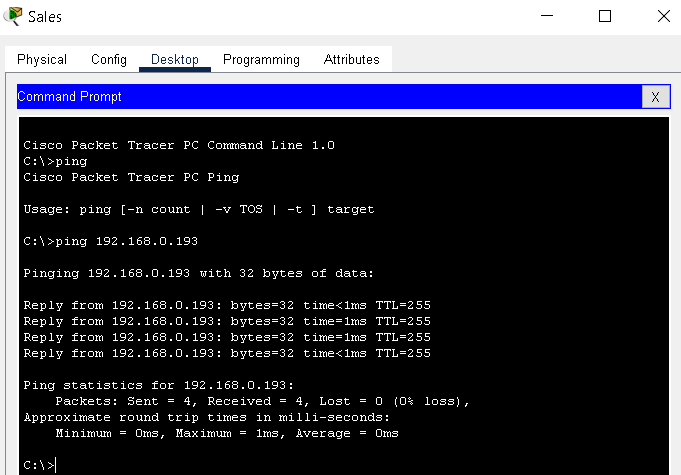 Sales
Physical Config Desktop Programming Attributes
Command Prompt X
Cisco Packet Tracer PC Command Line 1.0
C:\>ping
Cisco Packet Tracer PC Ping
Usage: ping [-n count | -v TOS | -t ] target
C:\>ping 192.168.0.193
Pinging 192.168.0.193 with 32 bytes of data:
Reply from 192.168.0.193: bytes=32 time<1ms TTL=255
Reply from 192.168.0.193: bytes=32 time=1ms TTL=255
Reply from 192.168.0.193: bytes=32 time=1ms TTL=255
Reply from 192.168.0.193: bytes=32 time<1ms TTL=255
Ping statistics for 192.168.0.193:
    Packets: Sent = 4, Received = 4, Lost = 0 (0% loss),
Approximate round trip times in milli-seconds:
    Minimum = 0ms, Maximum = 1ms, Average = 0ms
C:\>